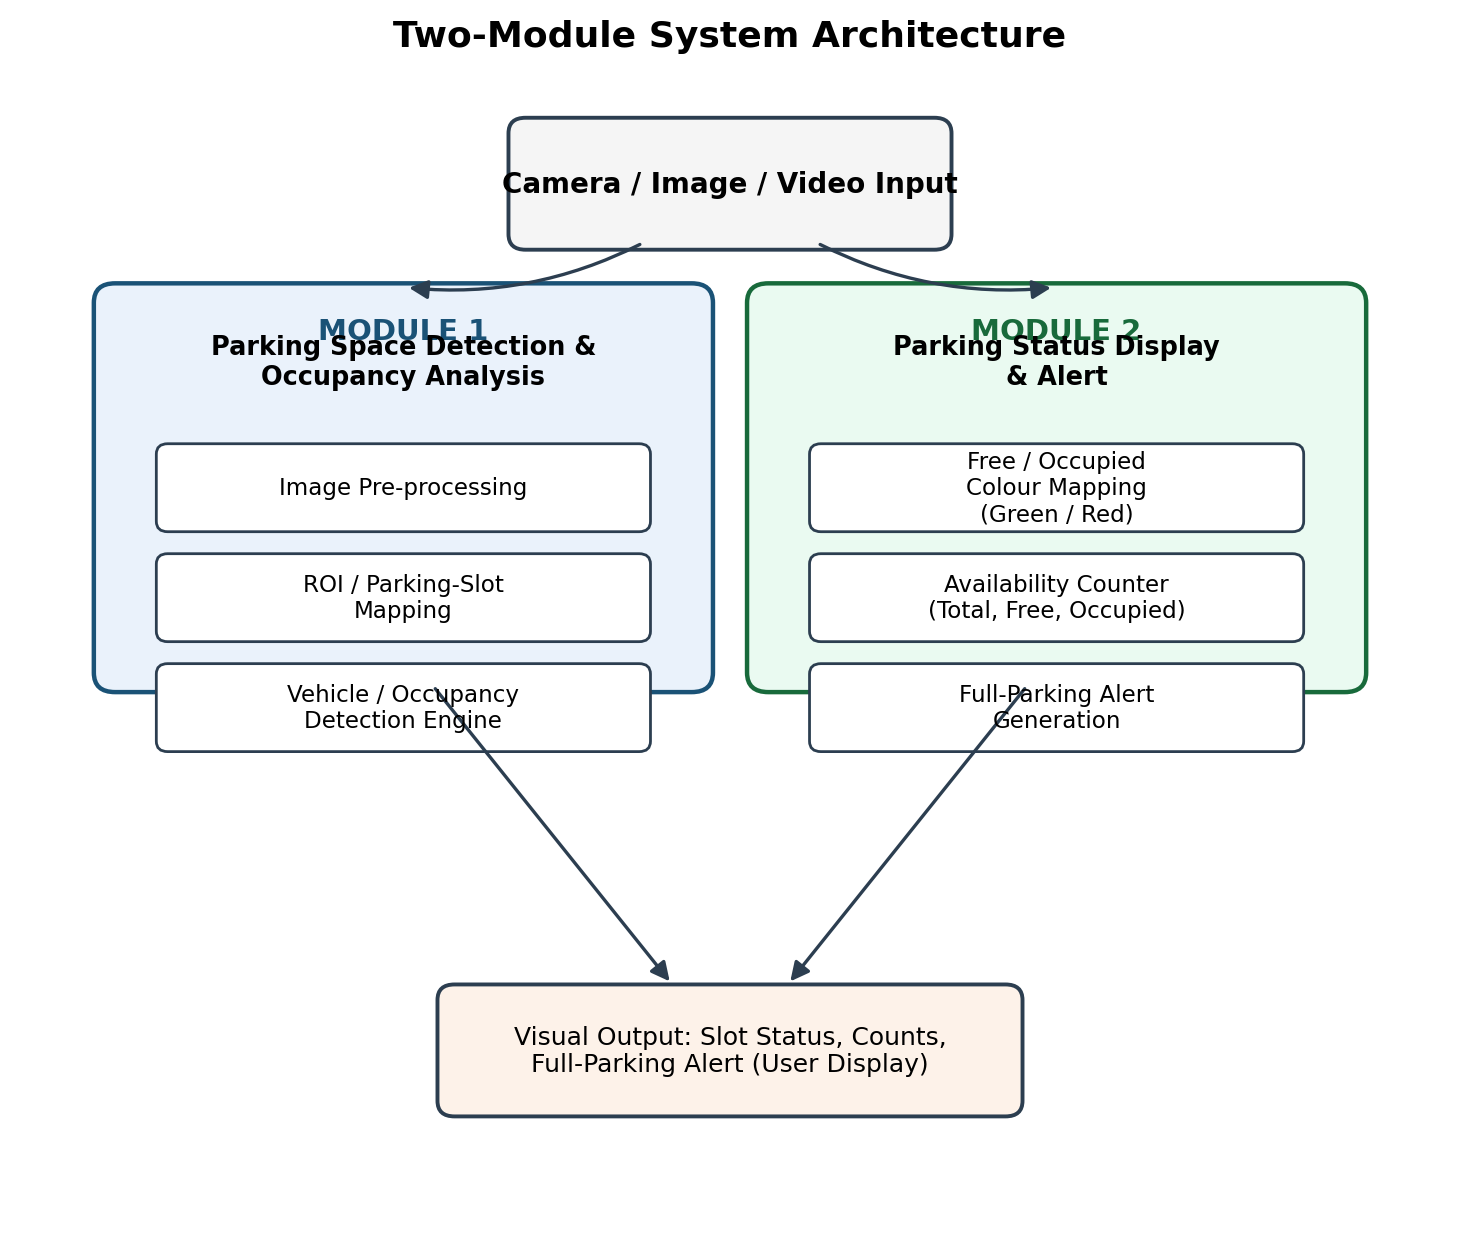 Two-Module System Architecture
Camera / Image / Video Input
MODULE 1
Parking Space Detection &
Occupancy Analysis
Image Pre-processing
ROI / Parking-Slot
Mapping
Vehicle / Occupancy
Detection Engine
MODULE 2
Parking Status Display
& Alert
Free / Occupied
Colour Mapping
(Green / Red)
Availability Counter
(Total, Free, Occupied)
Full-Parking Alert
Generation
Visual Output: Slot Status, Counts,
Full-Parking Alert (User Display)